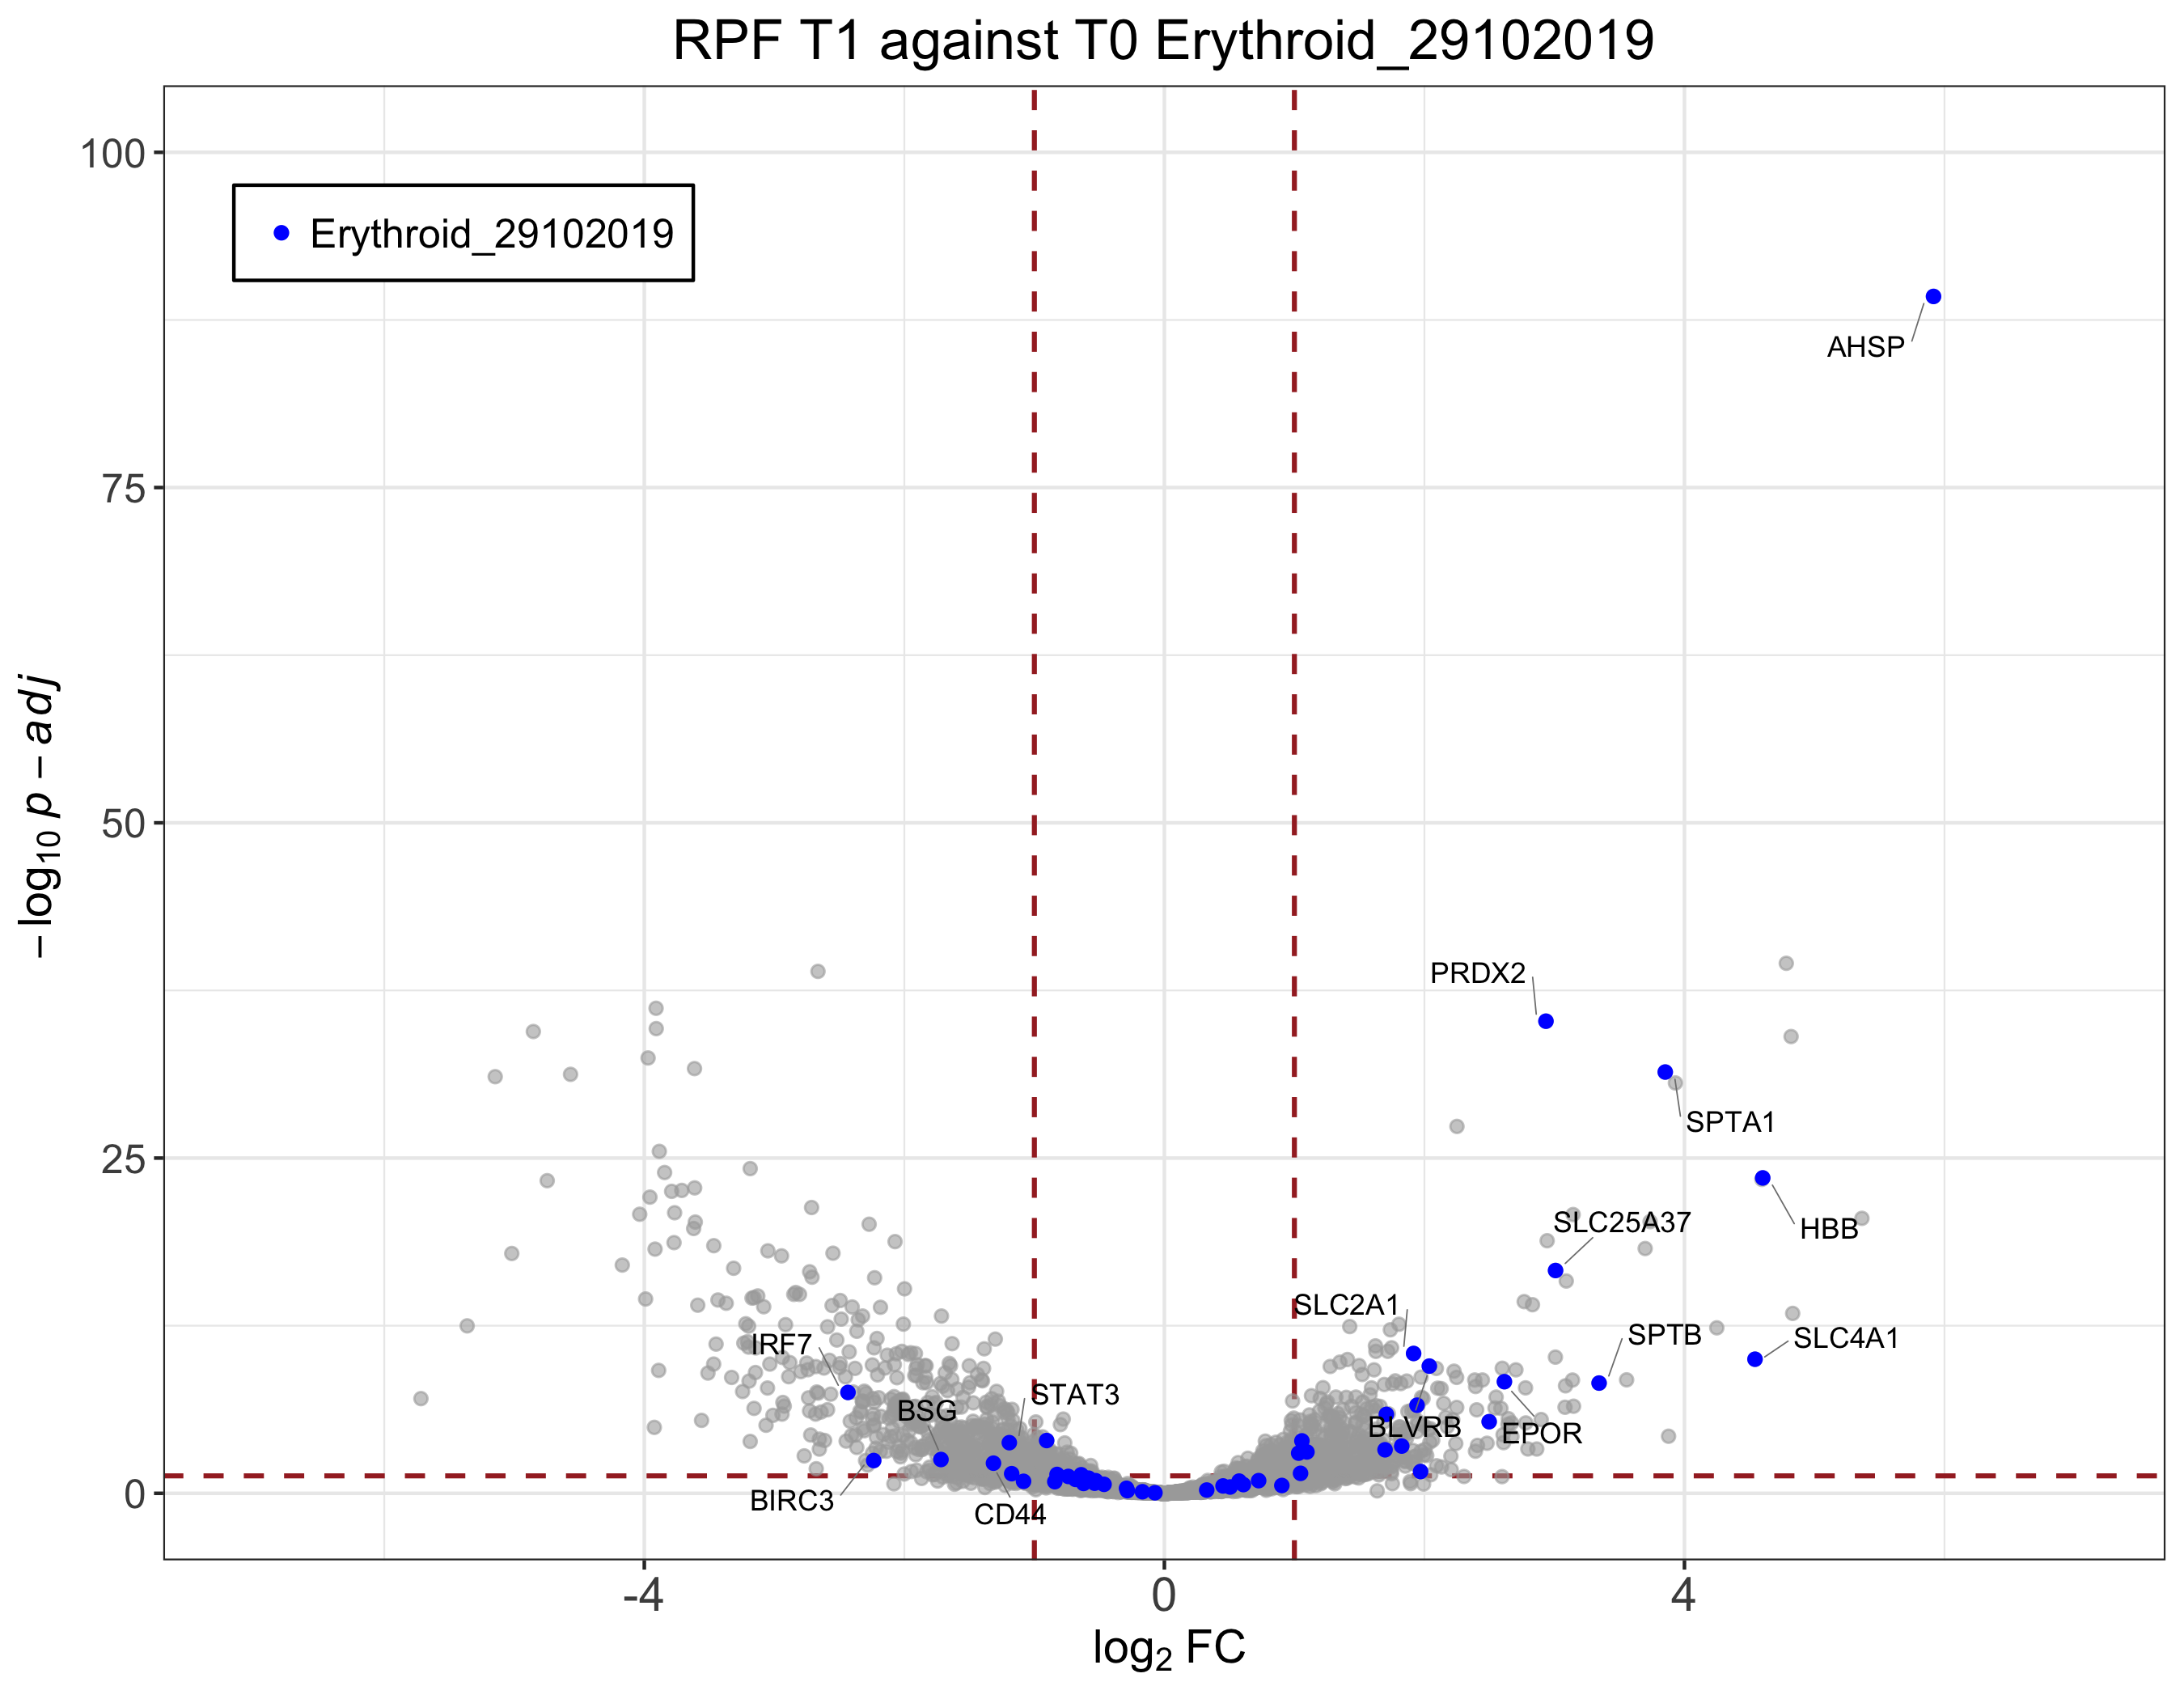 RPF T1 against T0 Erythroid_29102019
100
75
50
25
0
−log10 p − adj
Erythroid_29102019
AHSP
PRDX2
SPTA1
HBB
SLC25A37
SLC2A1
SPTB
SLC4A1
IRF7
STAT3
BSG
BLVRB
EPOR
BIRC3
CD44
-4
0
4
log2 FC